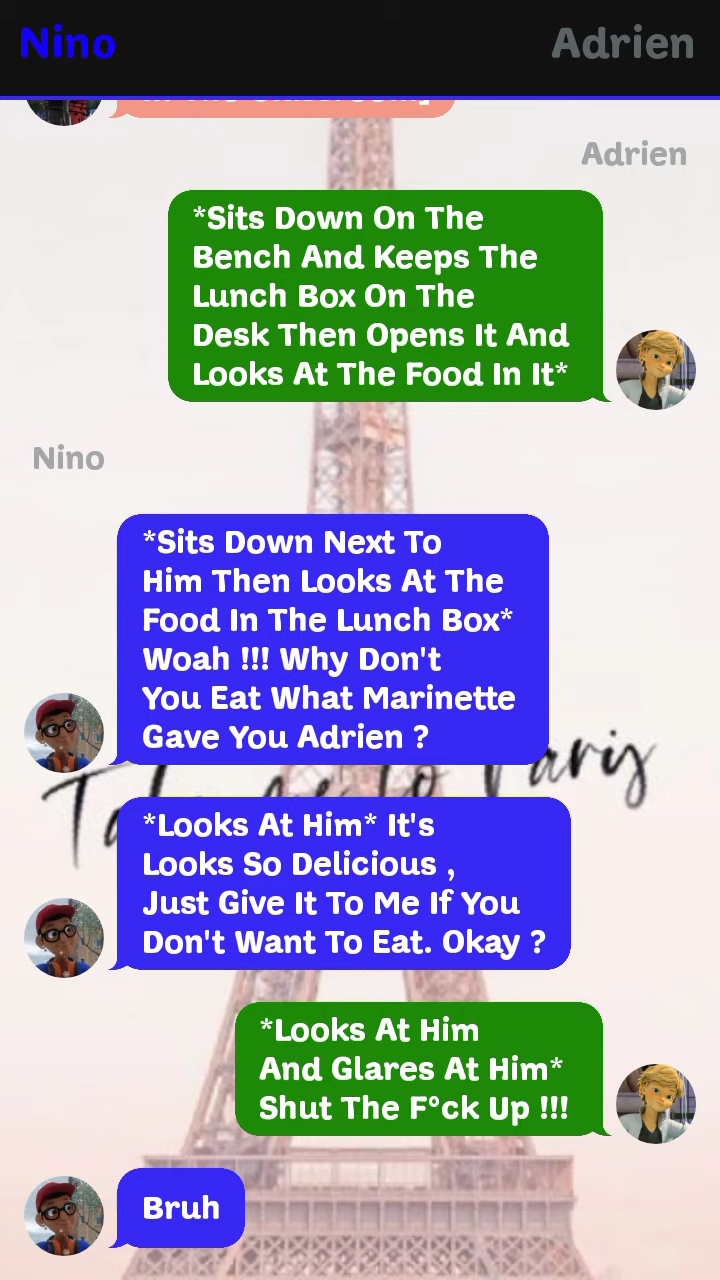 Nino
Adrien
Adrien
*Sits Down On The
Bench And Keeps The
Lunch Box On The
Desk Then Opens It And
Looks At The Food In It*
Nino
*Sits Down Next To
Him Then Looks At The
Food In The Lunch Box*
Woah !!! Why Don't
You Eat What Marinette
Gave You Adrien ?
to Paris
*Looks At Him* It's
Looks So Delicious ,
Just Give It To Me If You
Don't Want To Eat. Okay ?
*Looks At Him
And Glares At Him*
Shut The F°ck Up !!!
Bruh